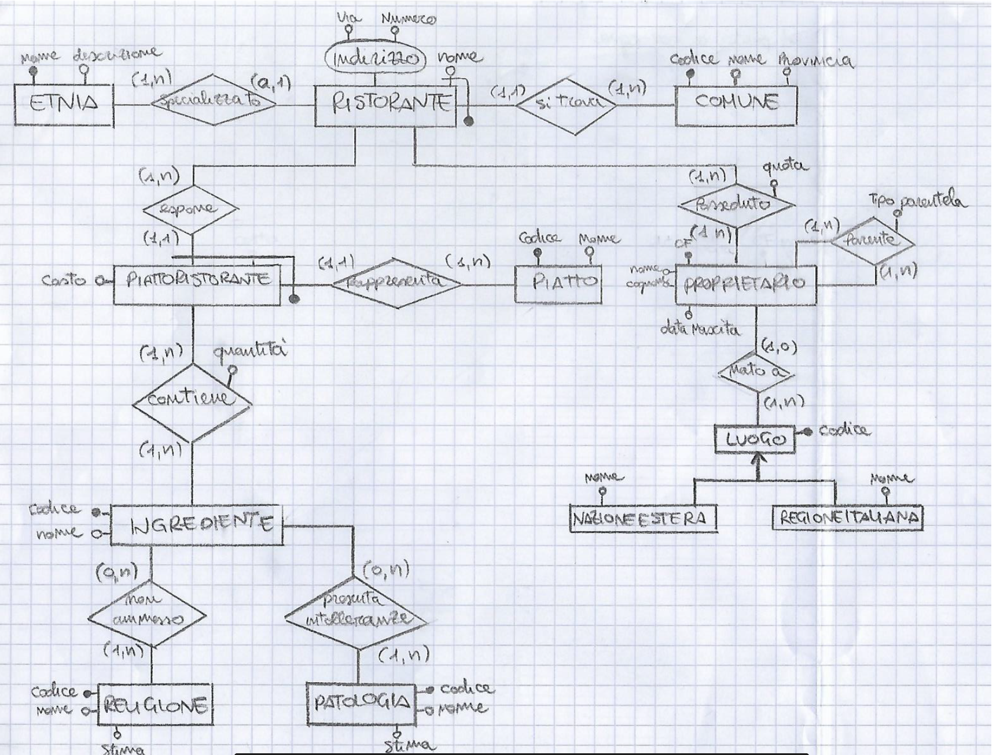 Via Numero
nome descrizione
Indirizzo
nome
Codice nome Provincia
(1,n)
(0,1)
(1,1)
(1,n)
ETNIA
Specializzato
RISTORANTE
si trova
COMUNE
(1,n)
(1,n)
quota
espone
Posseduto
tipo parentela
(1,1)
(1,n)
(1,n)
Parente
Codice nome
CF
(1,1)
(1,n)
nome
cognome
(1,n)
Costo
PIATTORISTORANTE
Rappresenta
PIATTO
PROPRIETARIO
data nascita
(1,n)
quantità
(1,0)
nato a
contiene
(1,n)
LUOGO
Codice
(1,n)
nome
nome
Codice
nome
INGREDIENTE
NAZIONEESTERA
REGIONEITALIANA
(0,n)
(0,n)
non
ammesso
presenta
intolleranze
(1,n)
(1,n)
Codice
nome
RELIGIONE
PATOLOGIA
Codice
nome
Stima
Stima